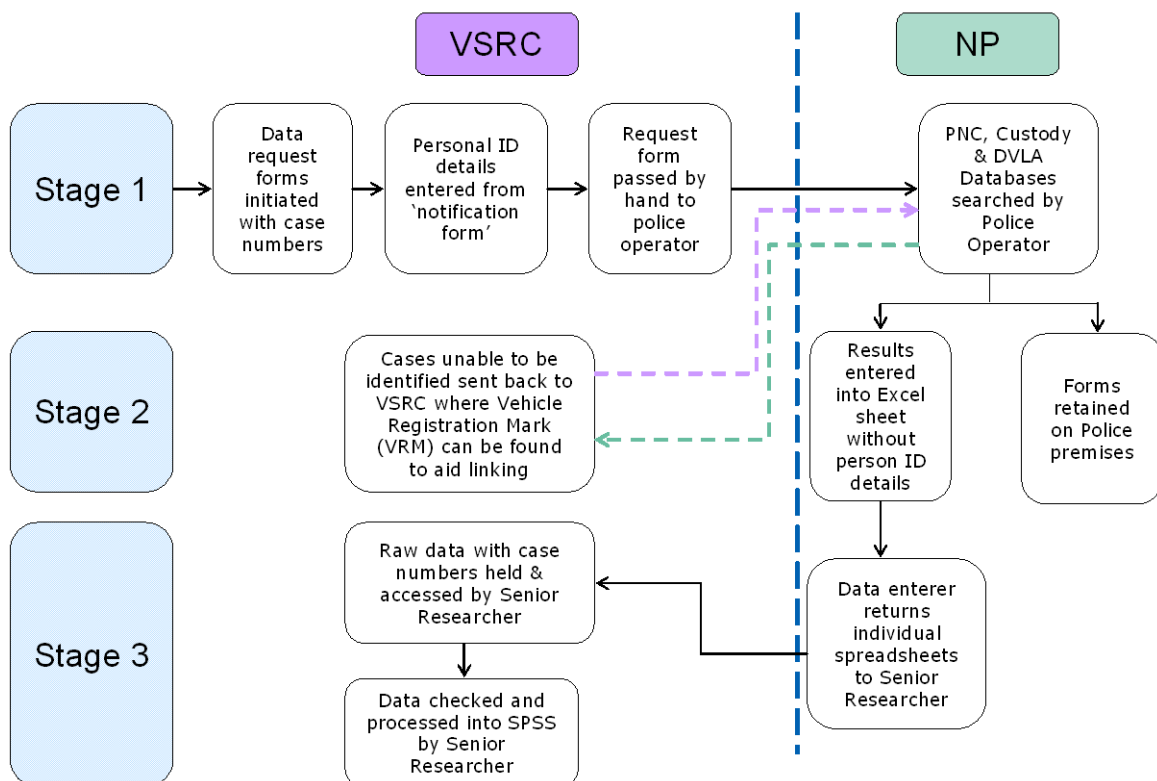 VSRC
NP
Stage 1
Data
request
forms
initiated
with case
numbers
Personal ID
details
entered from
‘notification
form’
Request
form
passed by
hand to
police
operator
PNC, Custody
& DVLA
Databases
searched by
Police
Operator
Stage 2
Cases unable to be
identified sent back to
VSRC where Vehicle
Registration Mark
(VRM) can be found
to aid linking
Results
entered
into Excel
sheet
without
person ID
details
Forms
retained
on Police
premises
Stage 3
Raw data with case
numbers held &
accessed by Senior
Researcher
Data enterer
returns
individual
spreadsheets
to Senior
Researcher
Data checked and
processed into SPSS
by Senior
Researcher